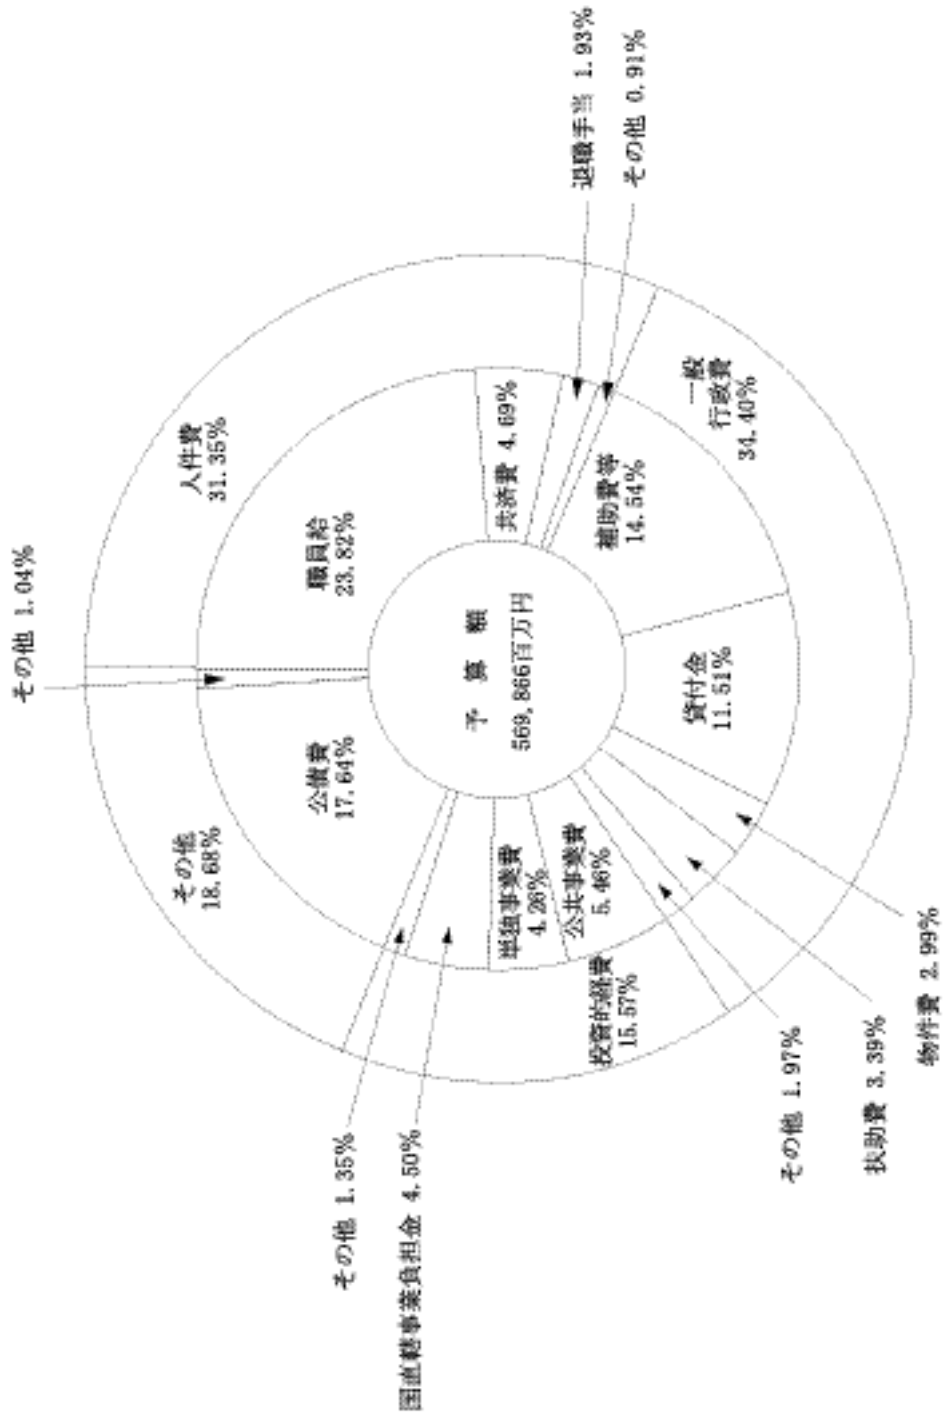 その他 1.04%
人件費
31.35%
職員給
23.82%
共済費 4.69%
退職手当 1.93%
その他 0.91%
一般
行政費
34.40%
補助費等
14.54%
貸付金
11.51%
物件費 2.99%
扶助費 3.39%
その他 1.97%
投資的経費
15.57%
公共事業費
5.46%
単独事業費
4.26%
国直轄事業負担金 4.50%
その他 1.35%
その他
18.68%
公債費
17.64%
予算額
569,866百万円